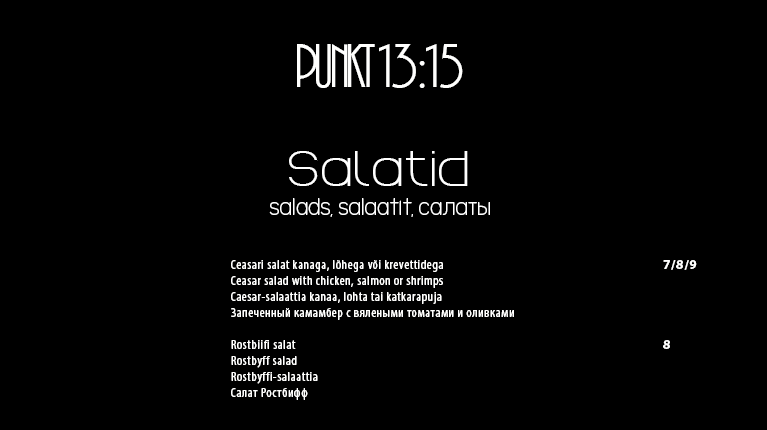 PUNKT 13:15
Salatid
salads, salaatit, салаты
Ceasari salat kanaga, lõhega või krevettidega 7/8/9
Ceasar salad with chicken, salmon or shrimps
Caesar-salaattia kanaa, lohta tai katkarapuja
Запеченный камамбер с вялеными томатами и оливками
Rostbiifi salat 8
Rostbyff salad
Rostbyffi-salaattia
Салат Ростбифф